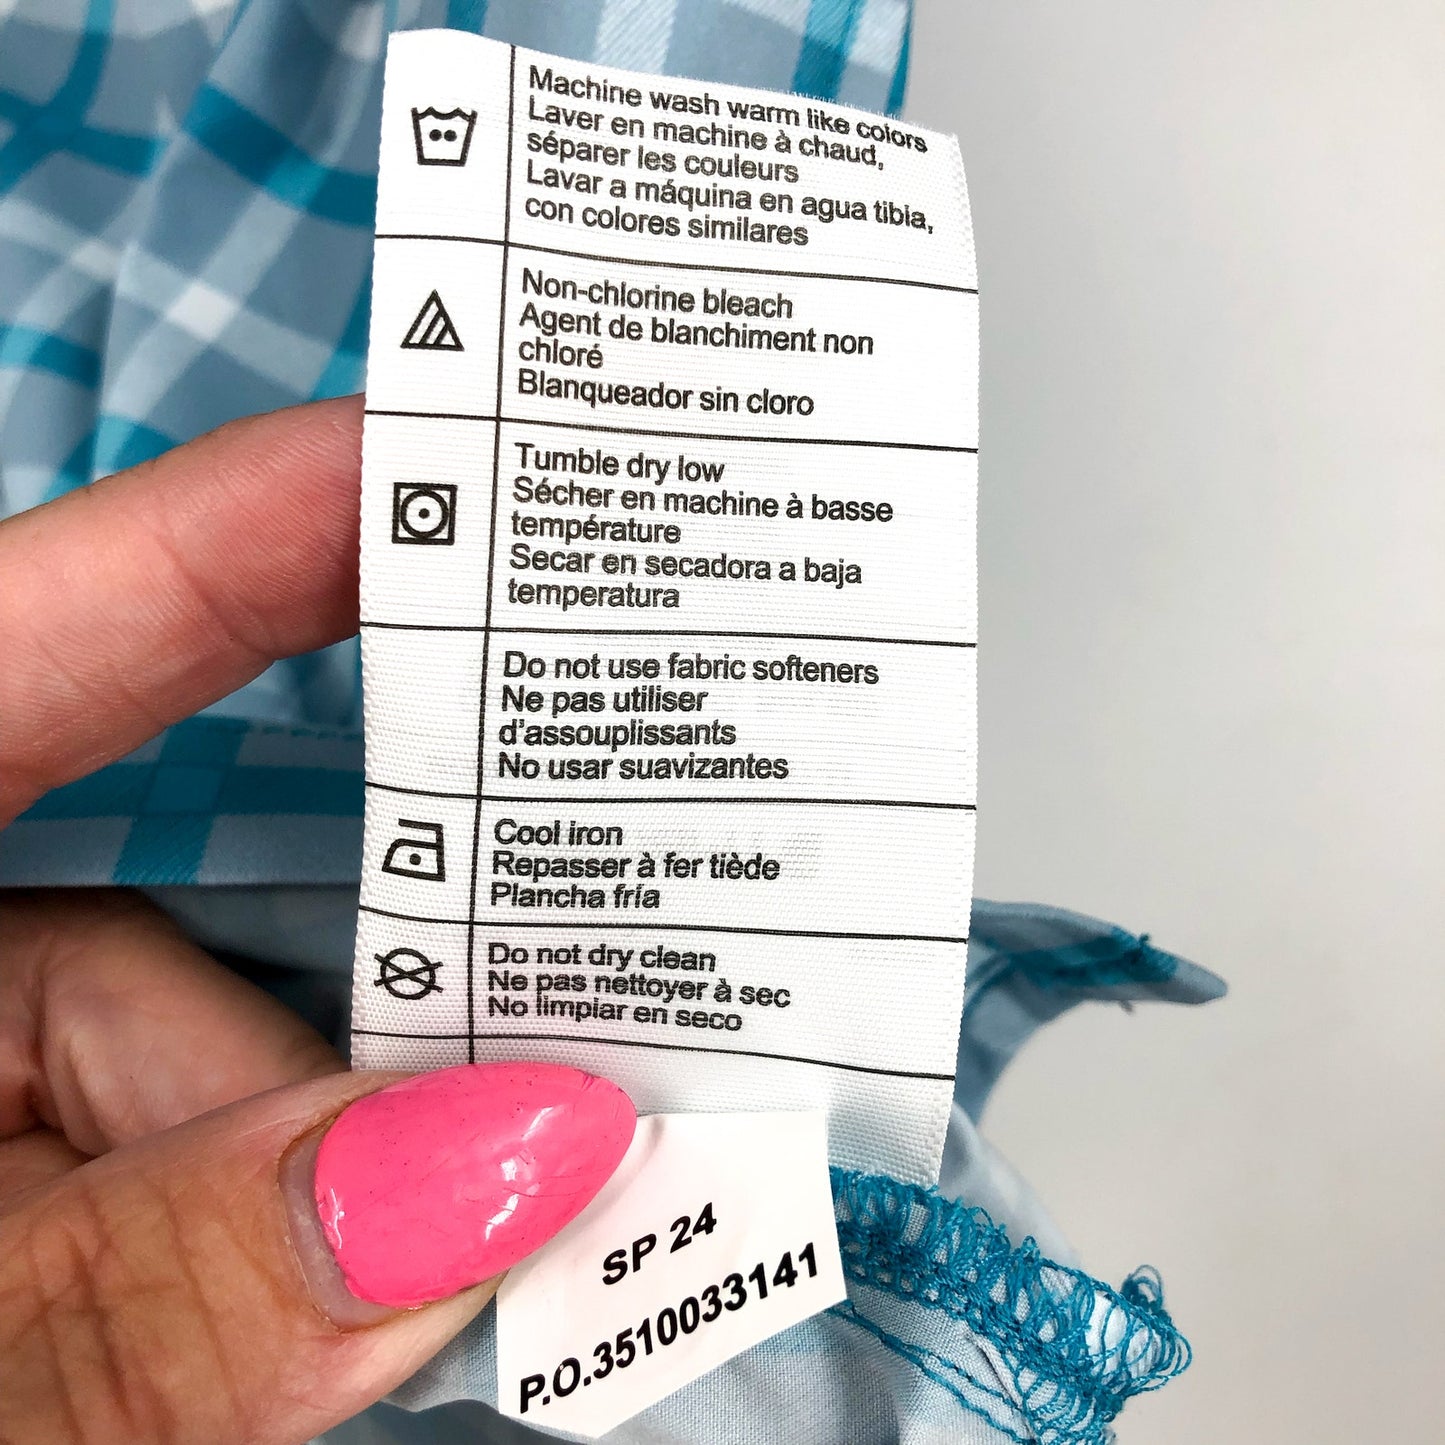 Machine wash warm like colors
Laver en machine à chaud,
séparer les couleurs
Lavar a máquina en agua tibia,
con colores similares
Non-chlorine bleach
Agent de blanchiment non
chloré
Blanqueador sin cloro
Tumble dry low
Sécher en machine à basse
température
Secar en secadora a baja
temperatura
Do not use fabric softeners
Ne pas utiliser
d'assouplissants
No usar suavizantes
Cool iron
Repasser à fer tiède
Plancha fría
Do not dry clean
Ne pas nettoyer à sec
No limpiar en seco
SP 24
P.O.3510033141